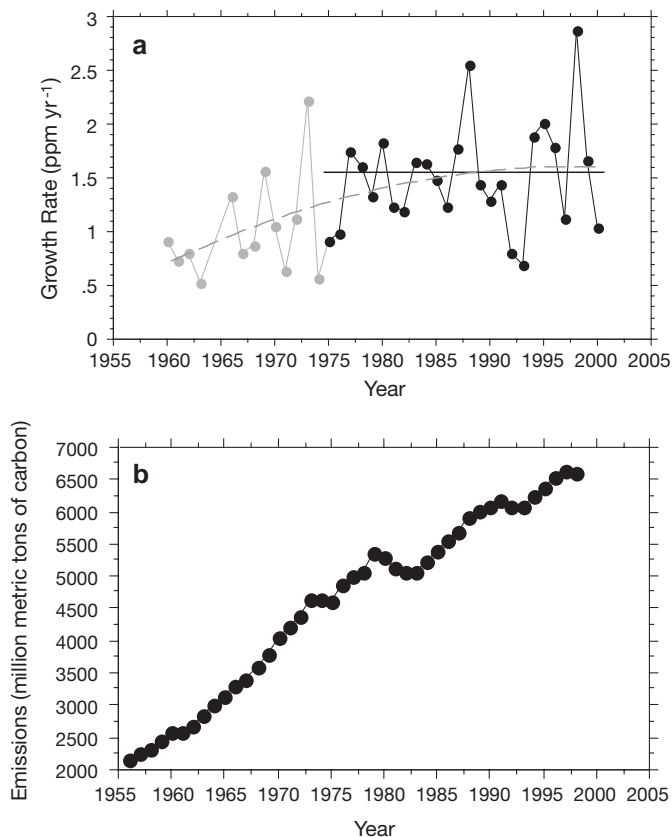 a
Growth Rate (ppm yr-1)
3
2.5
2
1.5
1
.5
0
1955 1960 1965 1970 1975 1980 1985 1990 1995 2000 2005
Year
b
Emissions (million metric tons of carbon)
7000
6500
6000
5500
5000
4500
4000
3500
3000
2500
2000
1955 1960 1965 1970 1975 1980 1985 1990 1995 2000 2005
Year